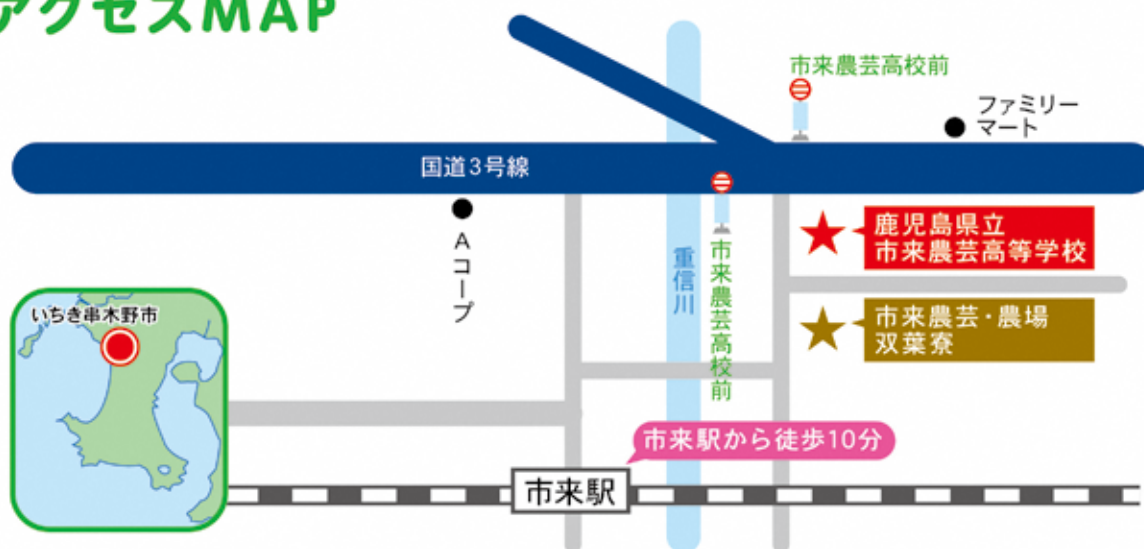 アクセスMAP
市来農芸高校前
ファミリー
マート
国道3号線
Aコープ
重信川
市来農芸高校前
鹿児島県立
市来農芸高等学校
市来農芸・農場
双葉寮
いちき串木野市
市来駅から徒歩10分
市来駅